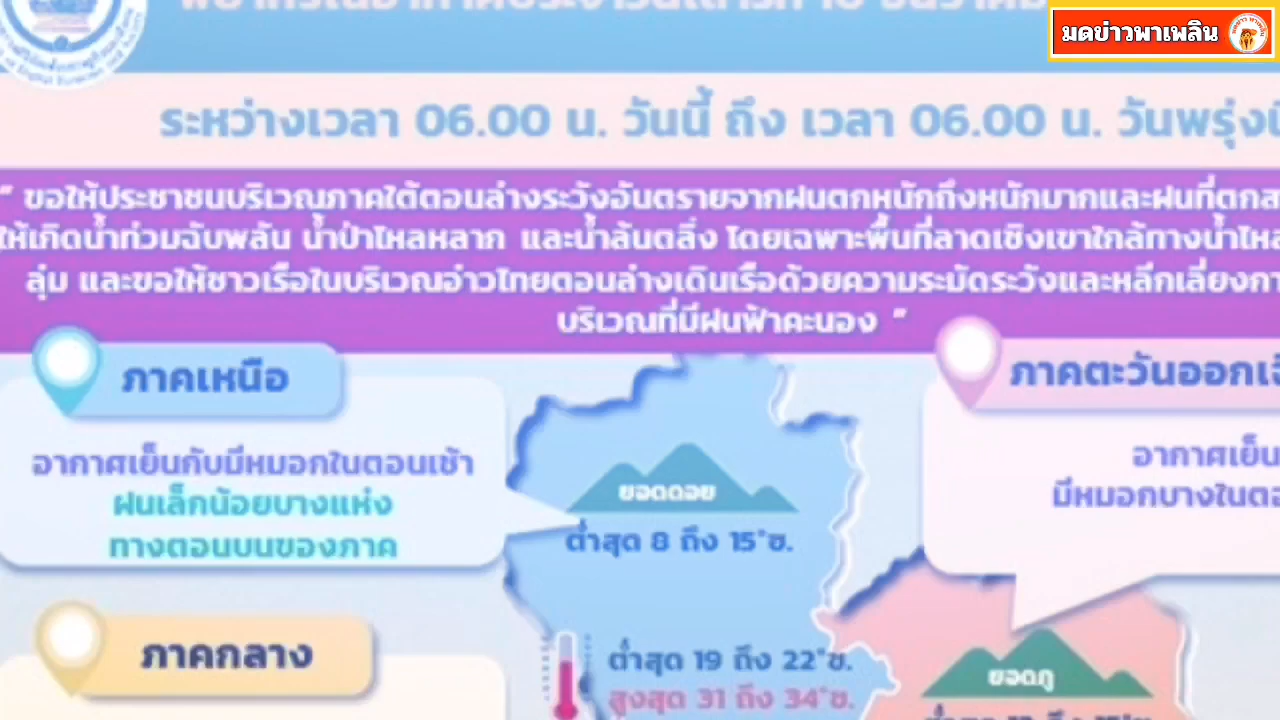 มดข่าวพาเพลิน
ระหว่างเวลา 06.00 น. วันนี้ ถึง เวลา 06.00 น. วันพรุ่ง
" ขอให้ประชาชนบริเวณภาคใต้ตอนล่างระวังอันตรายจากฝนตกหนักถึงหนักมากและฝนที่ตกส
ให้เกิดน้ำท่วมฉับพลัน น้ำป่าไหลหลาก และน้ำล้นตลิ่ง โดยเฉพาะพื้นที่ลาดเชิงเขาใกล้ทางน้ำไหล
ลุ่ม และขอให้ชาวเรือในบริเวณอ่าวไทยตอนล่างเดินเรือด้วยความระมัดระวังและหลีกเลี่ยงกา
บริเวณที่มีฝนฟ้าคะนอง "
ภาคเหนือ
อากาศเย็นกับมีหมอกในตอนเช้า
ฝนเล็กน้อยบางแห่ง
ทางตอนบนของภาค
ยอดดอย
ต่ำสุด 8 ถึง 15°ซ.
ต่ำสุด 19 ถึง 22°ซ.
สูงสุด 31 ถึง 34°ซ.
ภาคตะวันออกเฉี
อากาศเย็น
มีหมอกบางในตอ
ยอดภู
ภาคกลาง